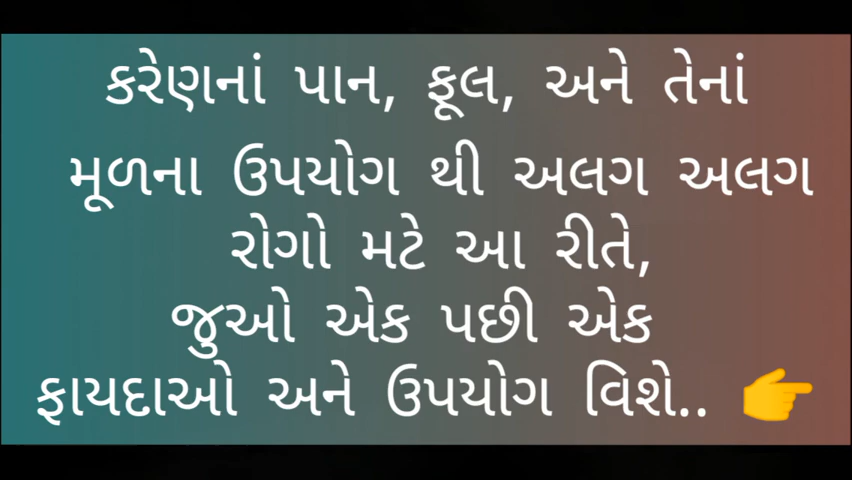 કરેણનાં પાન, ફૂલ, અને તેનાં
મૂળના ઉપયોગ થી અલગ અલગ
રોગો મટે આ રીતે,
જુઓ એક પછી એક
ફાયદાઓ અને ઉપયોગ વિશે.. 👉